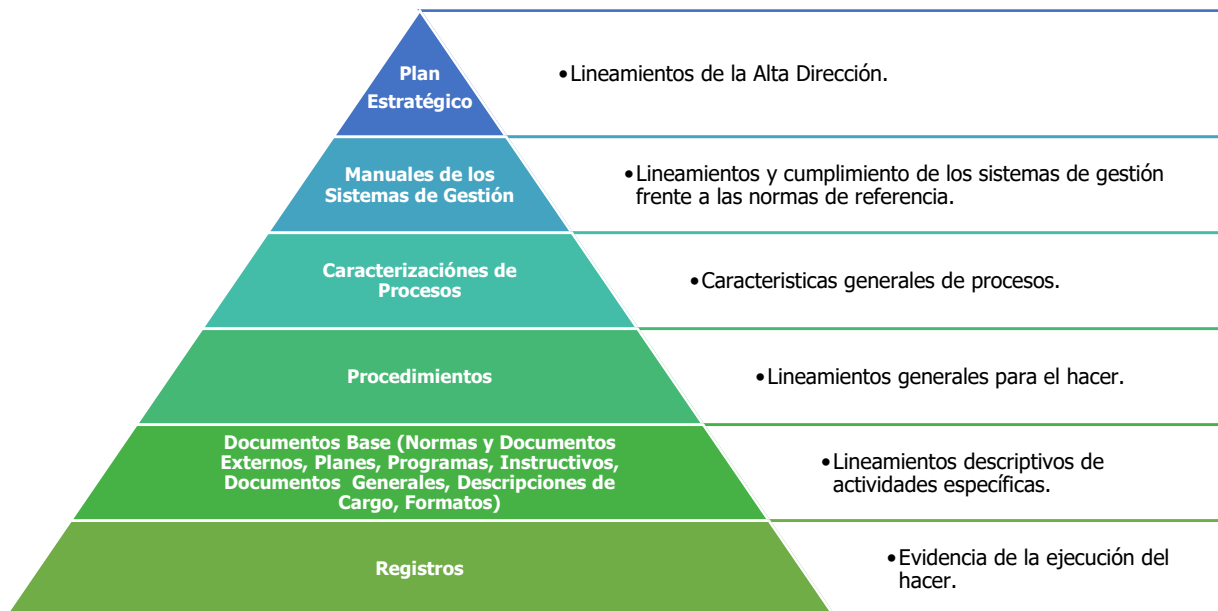 Plan
Estratégico
•Lineamientos de la Alta Dirección.
Manuales de los
Sistemas de Gestión
•Lineamientos y cumplimiento de los sistemas de gestión
frente a las normas de referencia.
Caracterizaciónes de
Procesos
•Caracteristicas generales de procesos.
Procedimientos
•Lineamientos generales para el hacer.
Documentos Base (Normas y Documentos
Externos, Planes, Programas, Instructivos,
Documentos Generales, Descripciones de
Cargo, Formatos)
•Lineamientos descriptivos de
actividades específicas.
Registros
•Evidencia de la ejecución del
hacer.